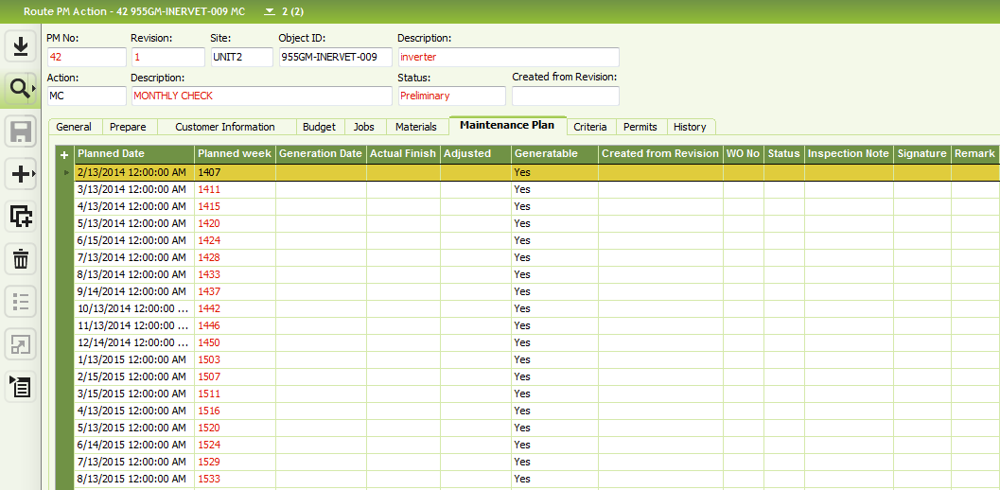 Route PM Action - 42 955GM-INERVET-009 MC 2 (2)
PM No: Revision: Site: Object ID: Description:
42 1 UNIT2 955GM-INERVET-009 inverter
Action: Description: Status: Created from Revision:
MC MONTHLY CHECK Preliminary
General Prepare Customer Information Budget Jobs Materials Maintenance Plan Criteria Permits History
Planned Date Planned week Generation Date Actual Finish Adjusted Generatable Created from Revision WO No Status Inspection Note Signature Remark
2/13/2014 12:00:00 AM 1407 Yes
3/13/2014 12:00:00 AM 1411 Yes
4/13/2014 12:00:00 AM 1415 Yes
5/13/2014 12:00:00 AM 1420 Yes
6/15/2014 12:00:00 AM 1424 Yes
7/13/2014 12:00:00 AM 1428 Yes
8/13/2014 12:00:00 AM 1433 Yes
9/14/2014 12:00:00 AM 1437 Yes
10/13/2014 12:00:00 ... 1442 Yes
11/13/2014 12:00:00 ... 1446 Yes
12/14/2014 12:00:00 ... 1450 Yes
1/13/2015 12:00:00 AM 1503 Yes
2/15/2015 12:00:00 AM 1507 Yes
3/15/2015 12:00:00 AM 1511 Yes
4/13/2015 12:00:00 AM 1516 Yes
5/13/2015 12:00:00 AM 1520 Yes
6/14/2015 12:00:00 AM 1524 Yes
7/13/2015 12:00:00 AM 1529 Yes
8/13/2015 12:00:00 AM 1533 Yes